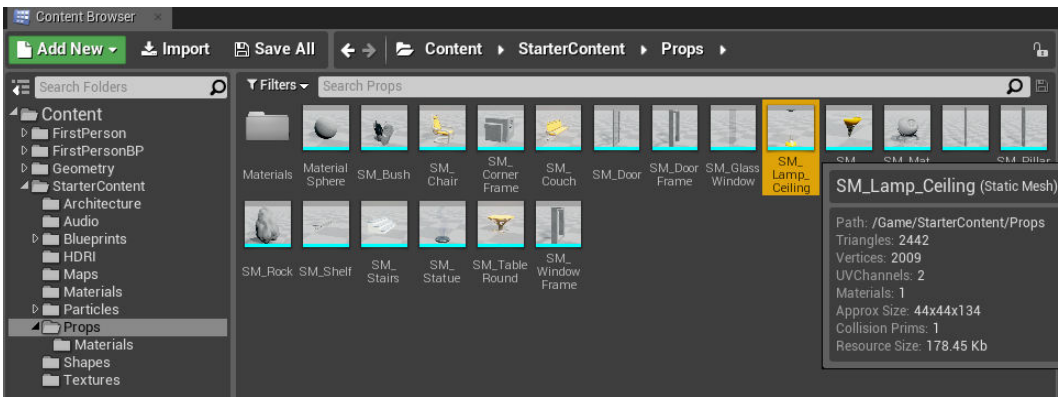 Content Browser
Add New Import Save All Content StarterContent Props
Search Folders
Filters Search Props
Content
FirstPerson
FirstPersonBP
Geometry
StarterContent
Architecture
Audio
Blueprints
HDRI
Maps
Materials
Particles
Props
Materials
Shapes
Textures
Materials
Material
Sphere
SM_Bush
SM_
Chair
SM_
Corner
Frame
SM_
Couch
SM_Door
SM_Door
Frame
SM_Glass
Window
SM_
Lamp_
Ceiling
SM_Rock
SM_Shelf
SM_
Stairs
SM_
Statue
SM_Table
Round
SM_
Window
Frame
SM_Lamp_Ceiling (Static Mesh)
Path: /Game/StarterContent/Props
Triangles: 2442
Vertices: 2009
UVChannels: 2
Materials: 1
Approx Size: 44x44x134
Collision Prims: 1
Resource Size: 178.45 Kb